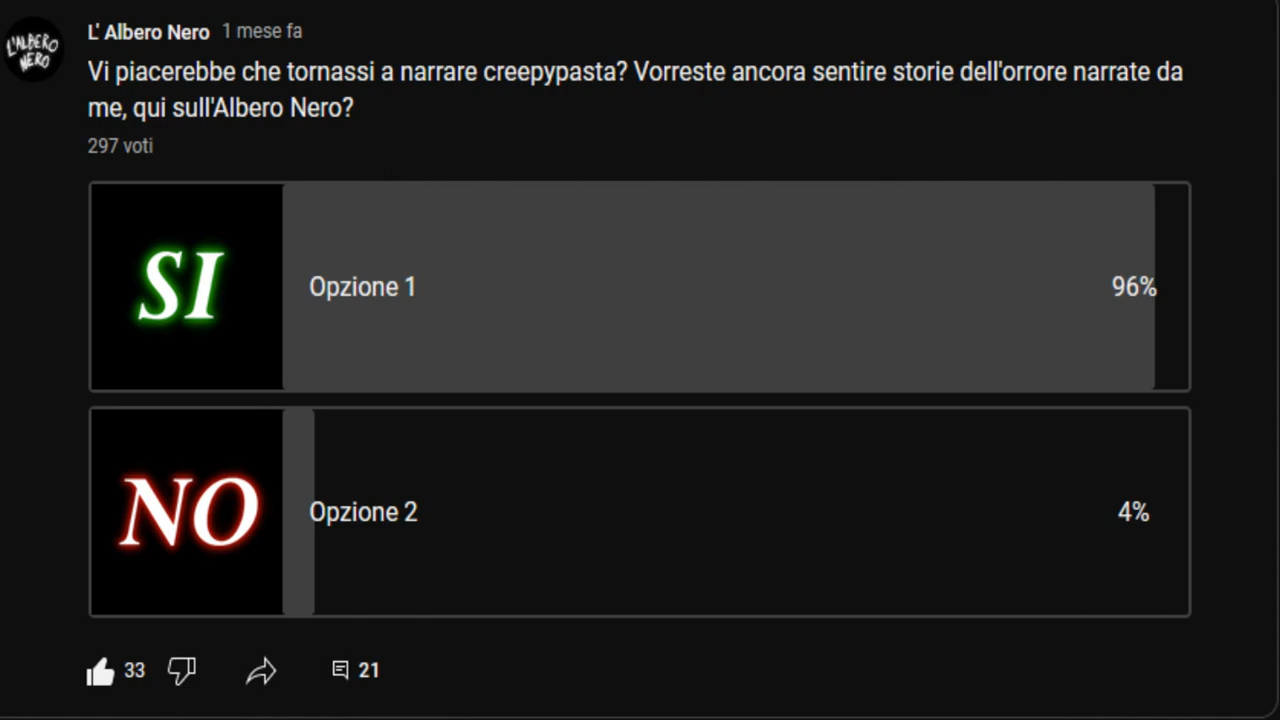 L'ALBERO
NERO
L' Albero Nero 1 mese fa
Vi piacerebbe che tornassi a narrare creepypasta? Vorreste ancora sentire storie dell'orrore narrate da
me, qui sull'Albero Nero?
297 voti
SI
Opzione 1
96%
NO
Opzione 2
4%
33
21